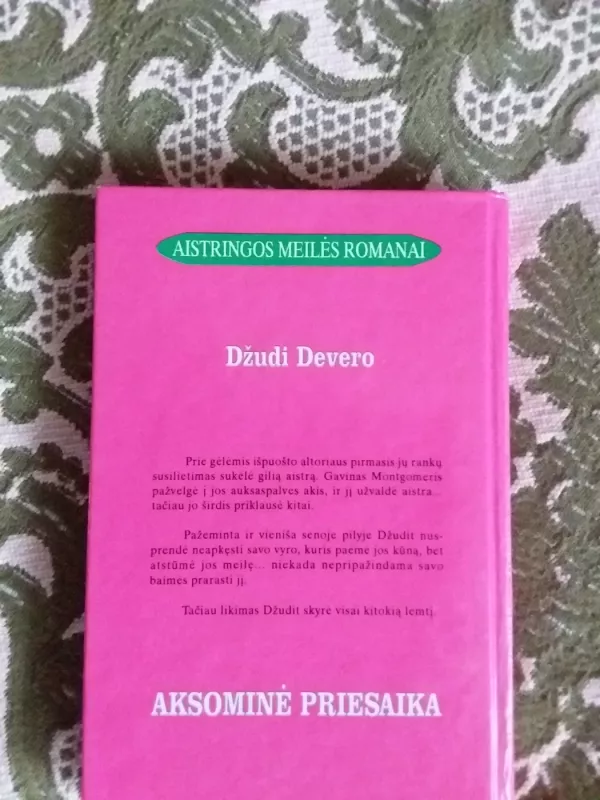 AISTRINGOS MEILĖS ROMANAI
Džudi Devero
Prie gėlėmis išpuošto altoriaus pirmasis jų rankų
susilietimas sukėlė gilią aistrą. Gavinas Montgomeris
pažvelgė į jos auksaspalves akis, ir jį užvaldė aistra...
tačiau jo širdis priklausė kitai.
Pažeminta ir vieniša senoje pilyje Džudit nus-
prendė neapkęsti savo vyro, kuris paėmė jos kūną, bet
atstūmė jos meilę... niekada nepripažindama savo
baimės prarasti jį.
Tačiau likimas Džudit skyrė visai kitokią lemtį.
AKSOMINĖ PRIESAIKA